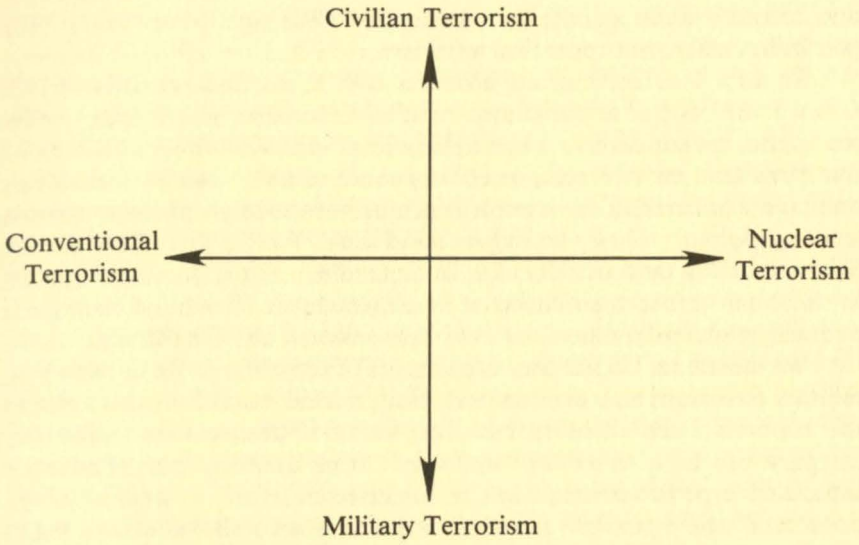 Civilian Terrorism
Conventional
Terrorism
Nuclear
Terrorism
Military Terrorism